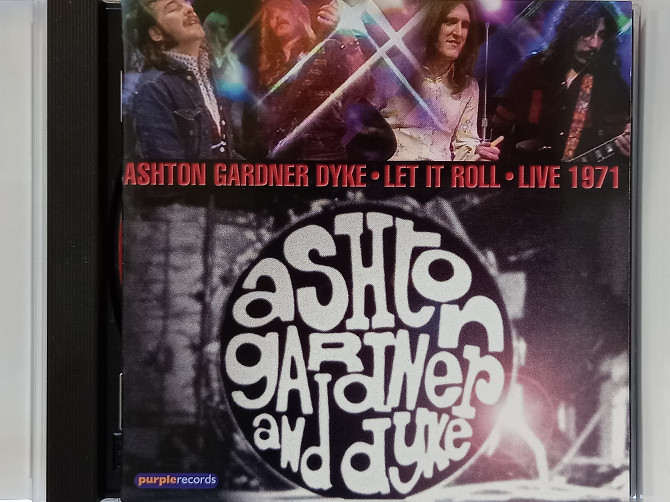 ASHTON GARDNER DYKE • LET IT ROLL • LIVE 1971
aSHton
gARDNer
and dyke
purplerecords